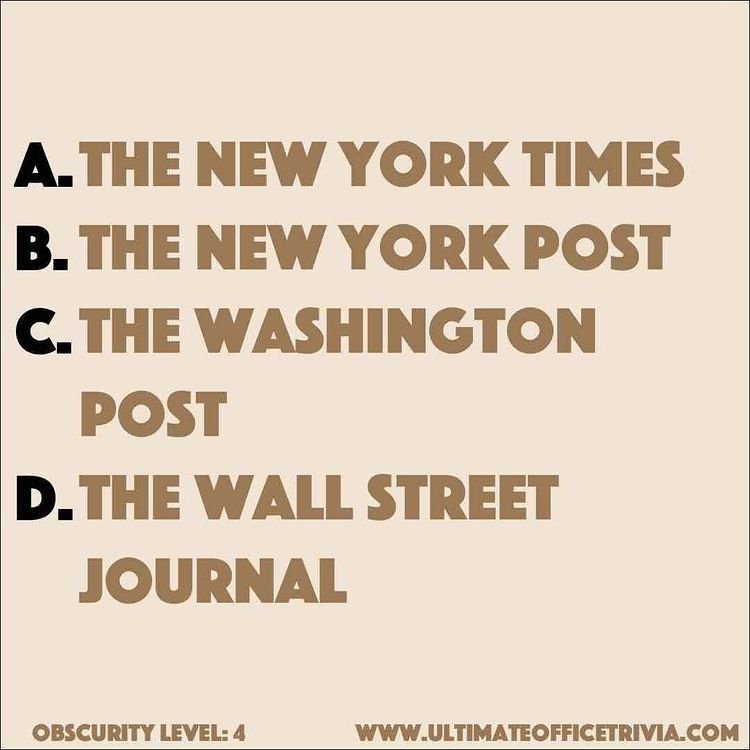 A. THE NEW YORK TIMES
B. THE NEW YORK POST
C. THE WASHINGTON
POST
D. THE WALL STREET
JOURNAL
OBSCURITY LEVEL: 4 WWW.ULTIMATEOFFICETRIVIA.COM